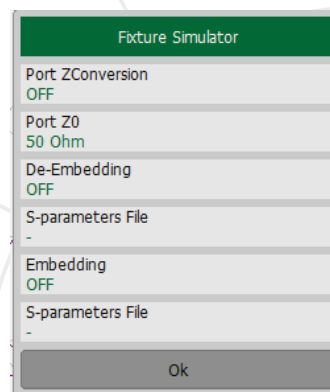 Fixture Simulator
Port ZConversion
OFF
Port Z0
50 Ohm
De-Embedding
OFF
S-parameters File
-
Embedding
OFF
S-parameters File
-
Ok